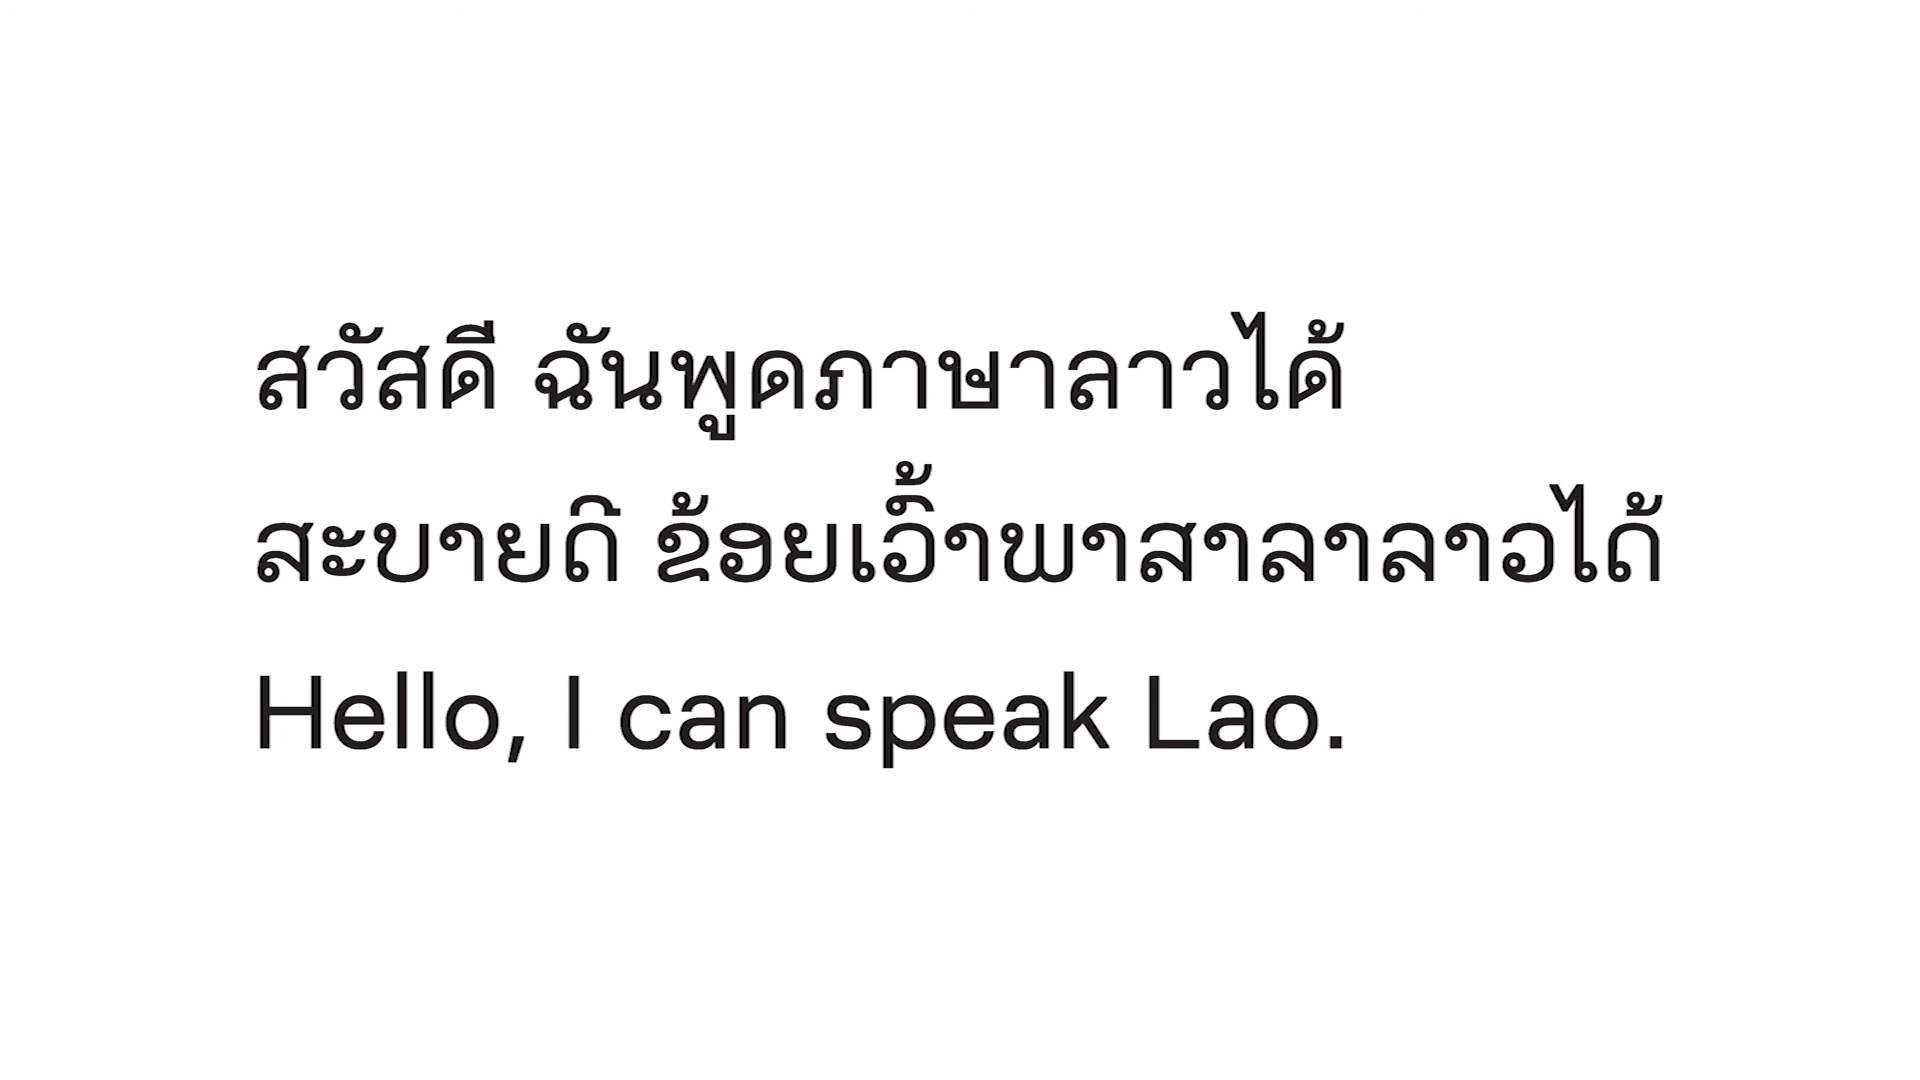 สวัสดี ฉันพูดภาษาลาวได้
ສະບາຍດີ ຂ້ອຍເວົ້າພາສາລາລາວໄດ້
Hello, I can speak Lao.